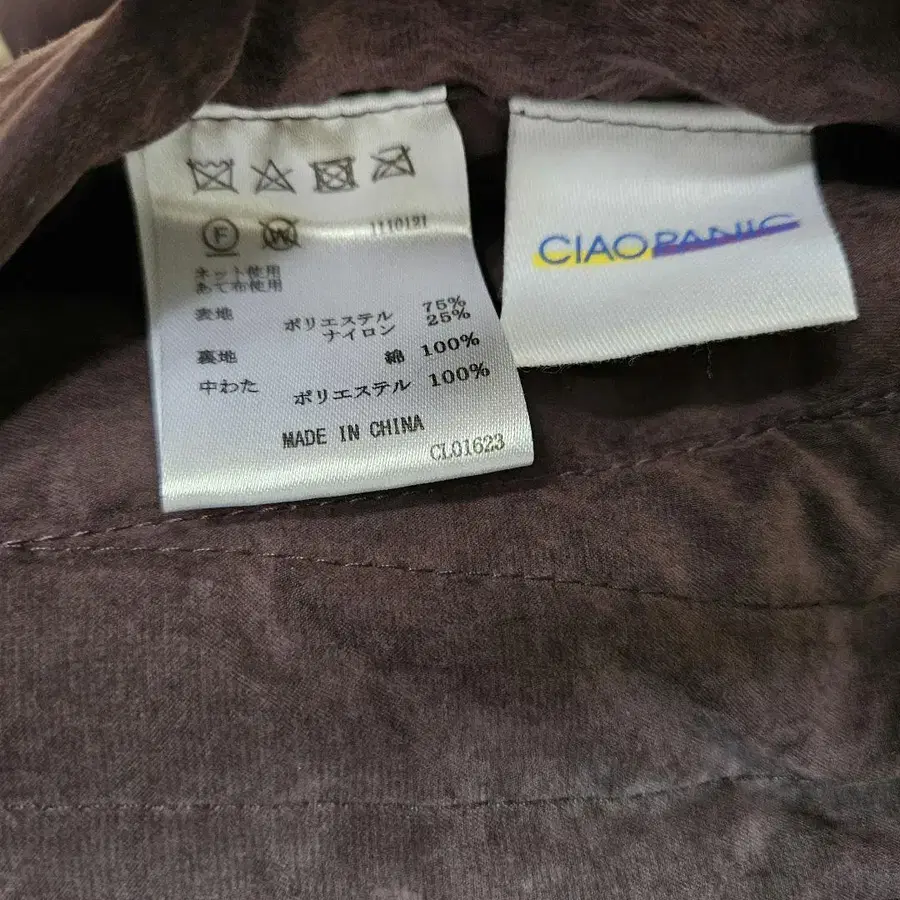 F W 1110121
ネット使用
あて布使用
表地 ポリエステル 75%
ナイロン 25%
裏地 綿 100%
中わた ポリエステル 100%
MADE IN CHINA
CL01623
CIAOPANIC